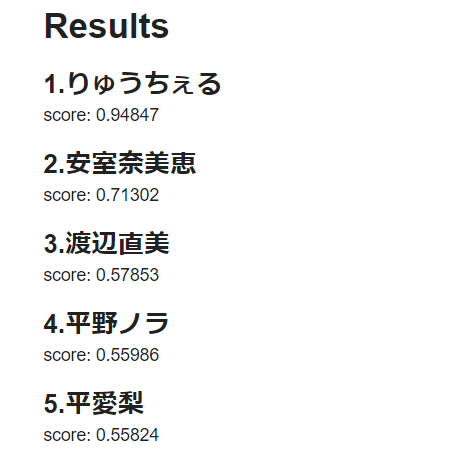 Results
1.りゅうちぇる
score: 0.94847
2.安室奈美恵
score: 0.71302
3.渡辺直美
score: 0.57853
4.平野ノラ
score: 0.55986
5.平愛梨
score: 0.55824